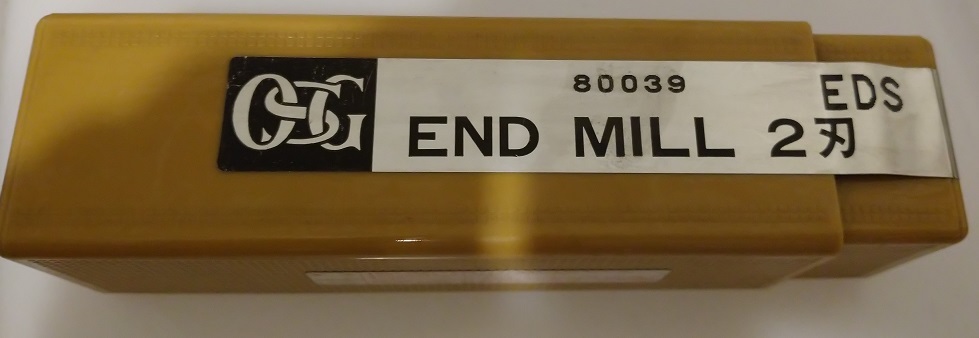 OSG
80039
EDS
END MILL 2刃